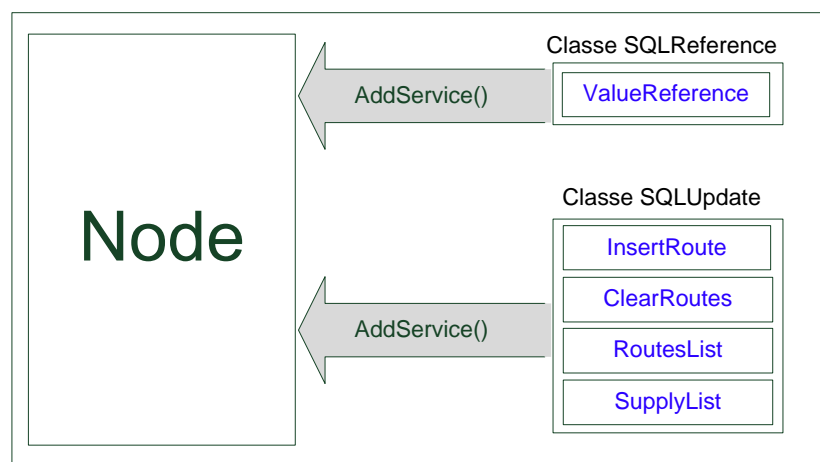 Classe SQLReference
AddService()
ValueReference
Node
Classe SQLUpdate
InsertRoute
ClearRoutes
AddService()
RoutesList
SupplyList